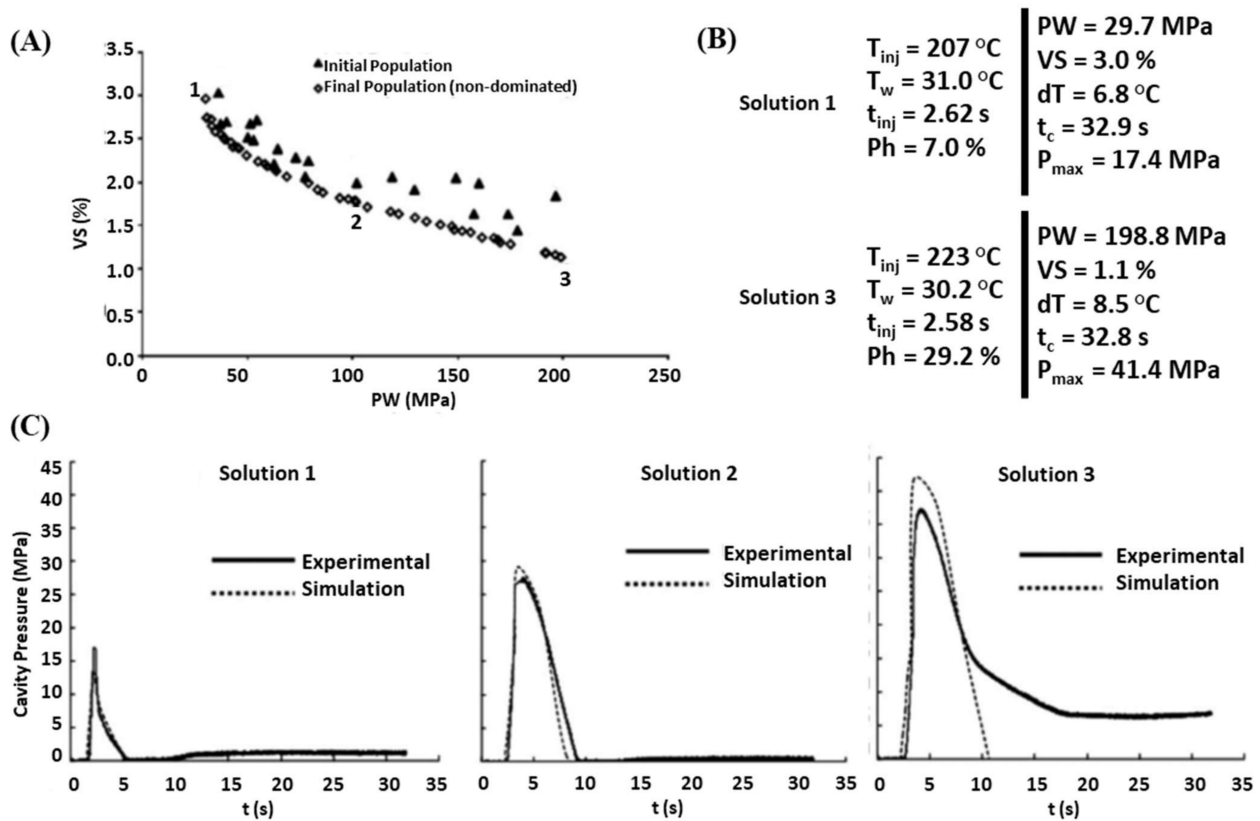 (A)
3.5
3.0
2.5
2.0
1.5
1.0
0.5
0.0
VS (%)
0 50 100 150 200 250
PW (MPa)
Initial Population
Final Population (non-dominated)
1
2
3
(B)
Solution 1
Tinj = 207 °C
Tw = 31.0 °C
tinj = 2.62 s
Ph = 7.0 %
PW = 29.7 MPa
VS = 3.0 %
dT = 6.8 °C
tc = 32.9 s
Pmax = 17.4 MPa
Solution 3
Tinj = 223 °C
Tw = 30.2 °C
tinj = 2.58 s
Ph = 29.2 %
PW = 198.8 MPa
VS = 1.1 %
dT = 8.5 °C
tc = 32.8 s
Pmax = 41.4 MPa
(C)
Cavity Pressure (MPa)
45
40
35
30
25
20
15
10
5
0
Solution 1
Experimental
Simulation
0 5 10 15 20 25 30 35
t (s)
Solution 2
Experimental
Simulation
0 5 10 15 20 25 30 35
t (s)
Solution 3
Experimental
Simulation
0 5 10 15 20 25 30 35
t (s)